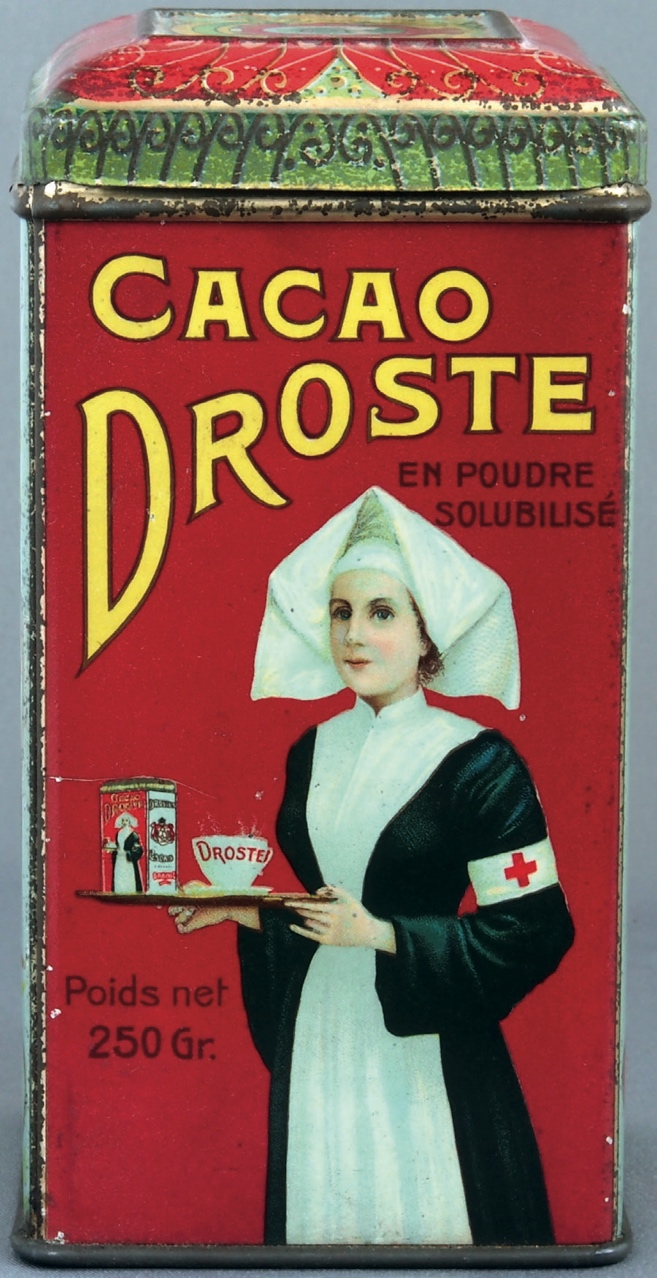 CACAO
DROSTE
EN POUDRE
SOLUBILISÉ
DROSTE
Poids net
250 Gr.